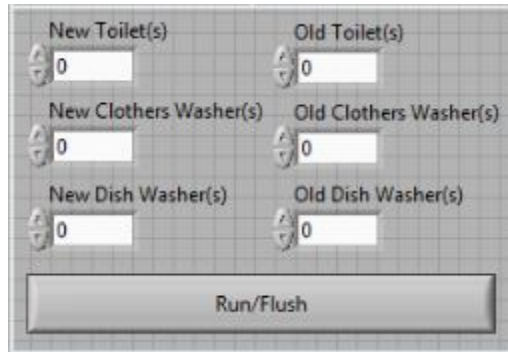 New Toilet(s) Old Toilet(s)
0 0
New Clothers Washer(s) Old Clothers Washer(s)
0 0
New Dish Washer(s) Old Dish Washer(s)
0 0
Run/Flush